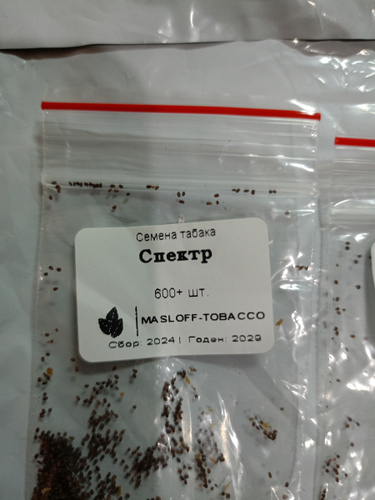 Семена табака
Спектр
600+ шт.
MASLOFF-TOBACCO
Сбор: 2024| Годен: 2029